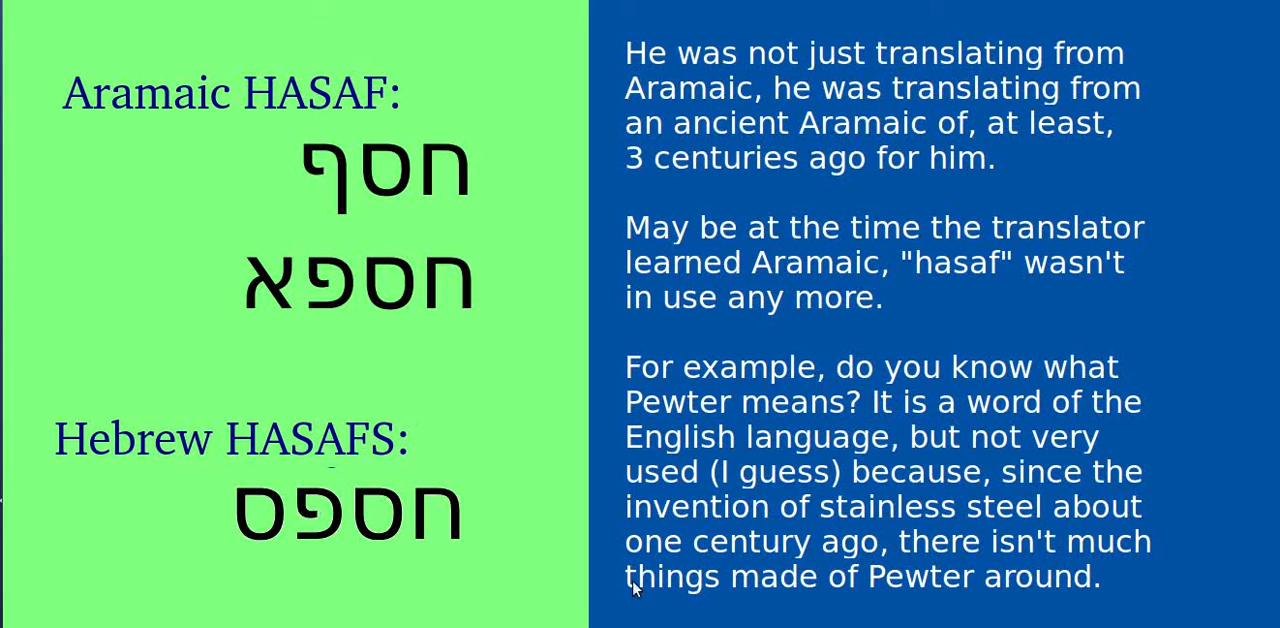 Aramaic HASAF:
חסף
חספא
Hebrew HASAFS:
חספס
He was not just translating from
Aramaic, he was translating from
an ancient Aramaic of, at least,
3 centuries ago for him.
May be at the time the translator
learned Aramaic, "hasaf" wasn't
in use any more.
For example, do you know what
Pewter means? It is a word of the
English language, but not very
used (I guess) because, since the
invention of stainless steel about
one century ago, there isn't much
things made of Pewter around.